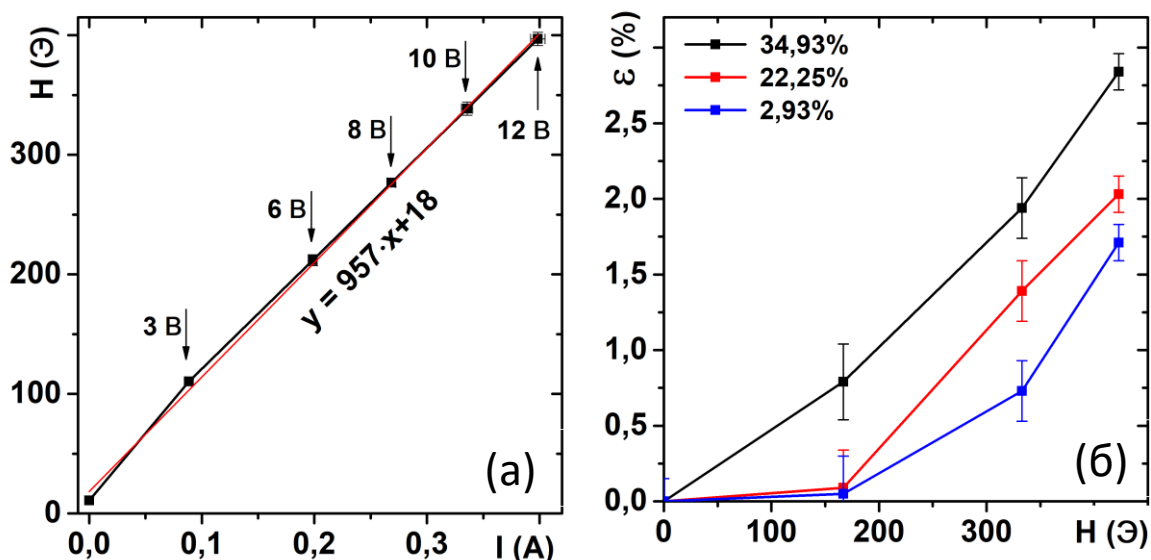 H (Э)
300
200
100
0
0,0
0,1
0,2
0,3
I (A)
3 В
6 В
8 В
10 В
12 В
y = 957·x+18
(а)
ε (%)
2,5
2,0
1,5
1,0
0,5
0,0
0
100
200
300
H (Э)
34,93%
22,25%
2,93%
(б)